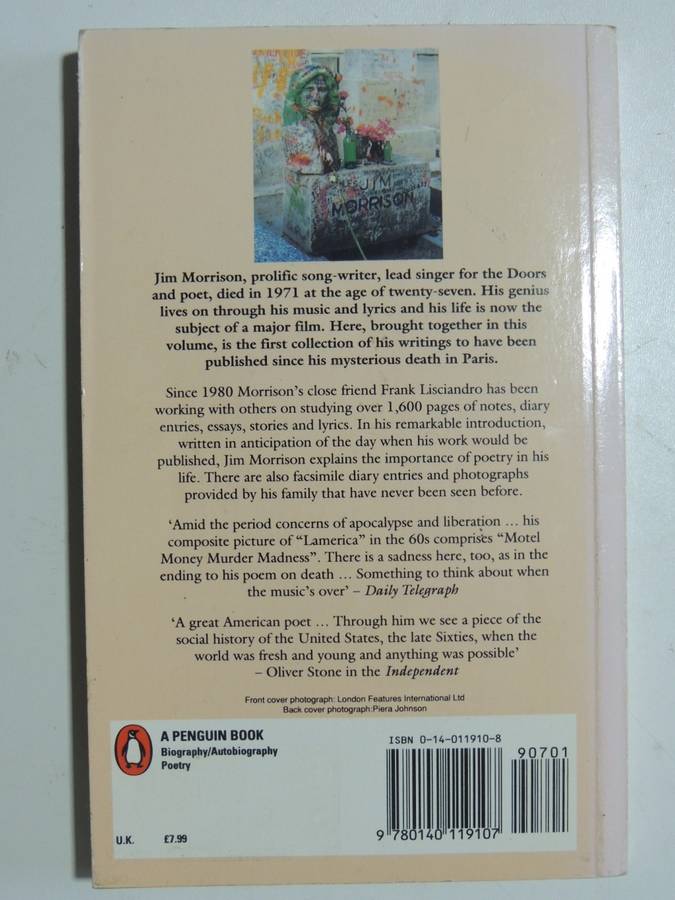 JIM
MORRISON
Jim Morrison, prolific song-writer, lead singer for the Doors
and poet, died in 1971 at the age of twenty-seven. His genius
lives on through his music and lyrics and his life is now the
subject of a major film. Here, brought together in this
volume, is the first collection of his writings to have been
published since his mysterious death in Paris.
Since 1980 Morrison's close friend Frank Lisciandro has been
working with others on studying over 1,600 pages of notes, diary
entries, essays, stories and lyrics. In his remarkable introduction,
written in anticipation of the day when his work would be
published, Jim Morrison explains the importance of poetry in his
life. There are also facsimile diary entries and photographs
provided by his family that have never been seen before.
‘Amid the period concerns of apocalypse and liberation … his
composite picture of “Lamerica” in the 60s comprises “Motel
Money Murder Madness”. There is a sadness here, too, as in the
ending to his poem on death … Something to think about when
the music's over’ – Daily Telegraph
‘A great American poet … Through him we see a piece of the
social history of the United States, the late Sixties, when the
world was fresh and young and anything was possible’
– Oliver Stone in the Independent
Front cover photograph: London Features International Ltd
Back cover photograph:Piera Johnson
A PENGUIN BOOK
Biography/Autobiography
Poetry
U.K. £7.99
ISBN 0-14-011910-8
90701
9 780140 119107